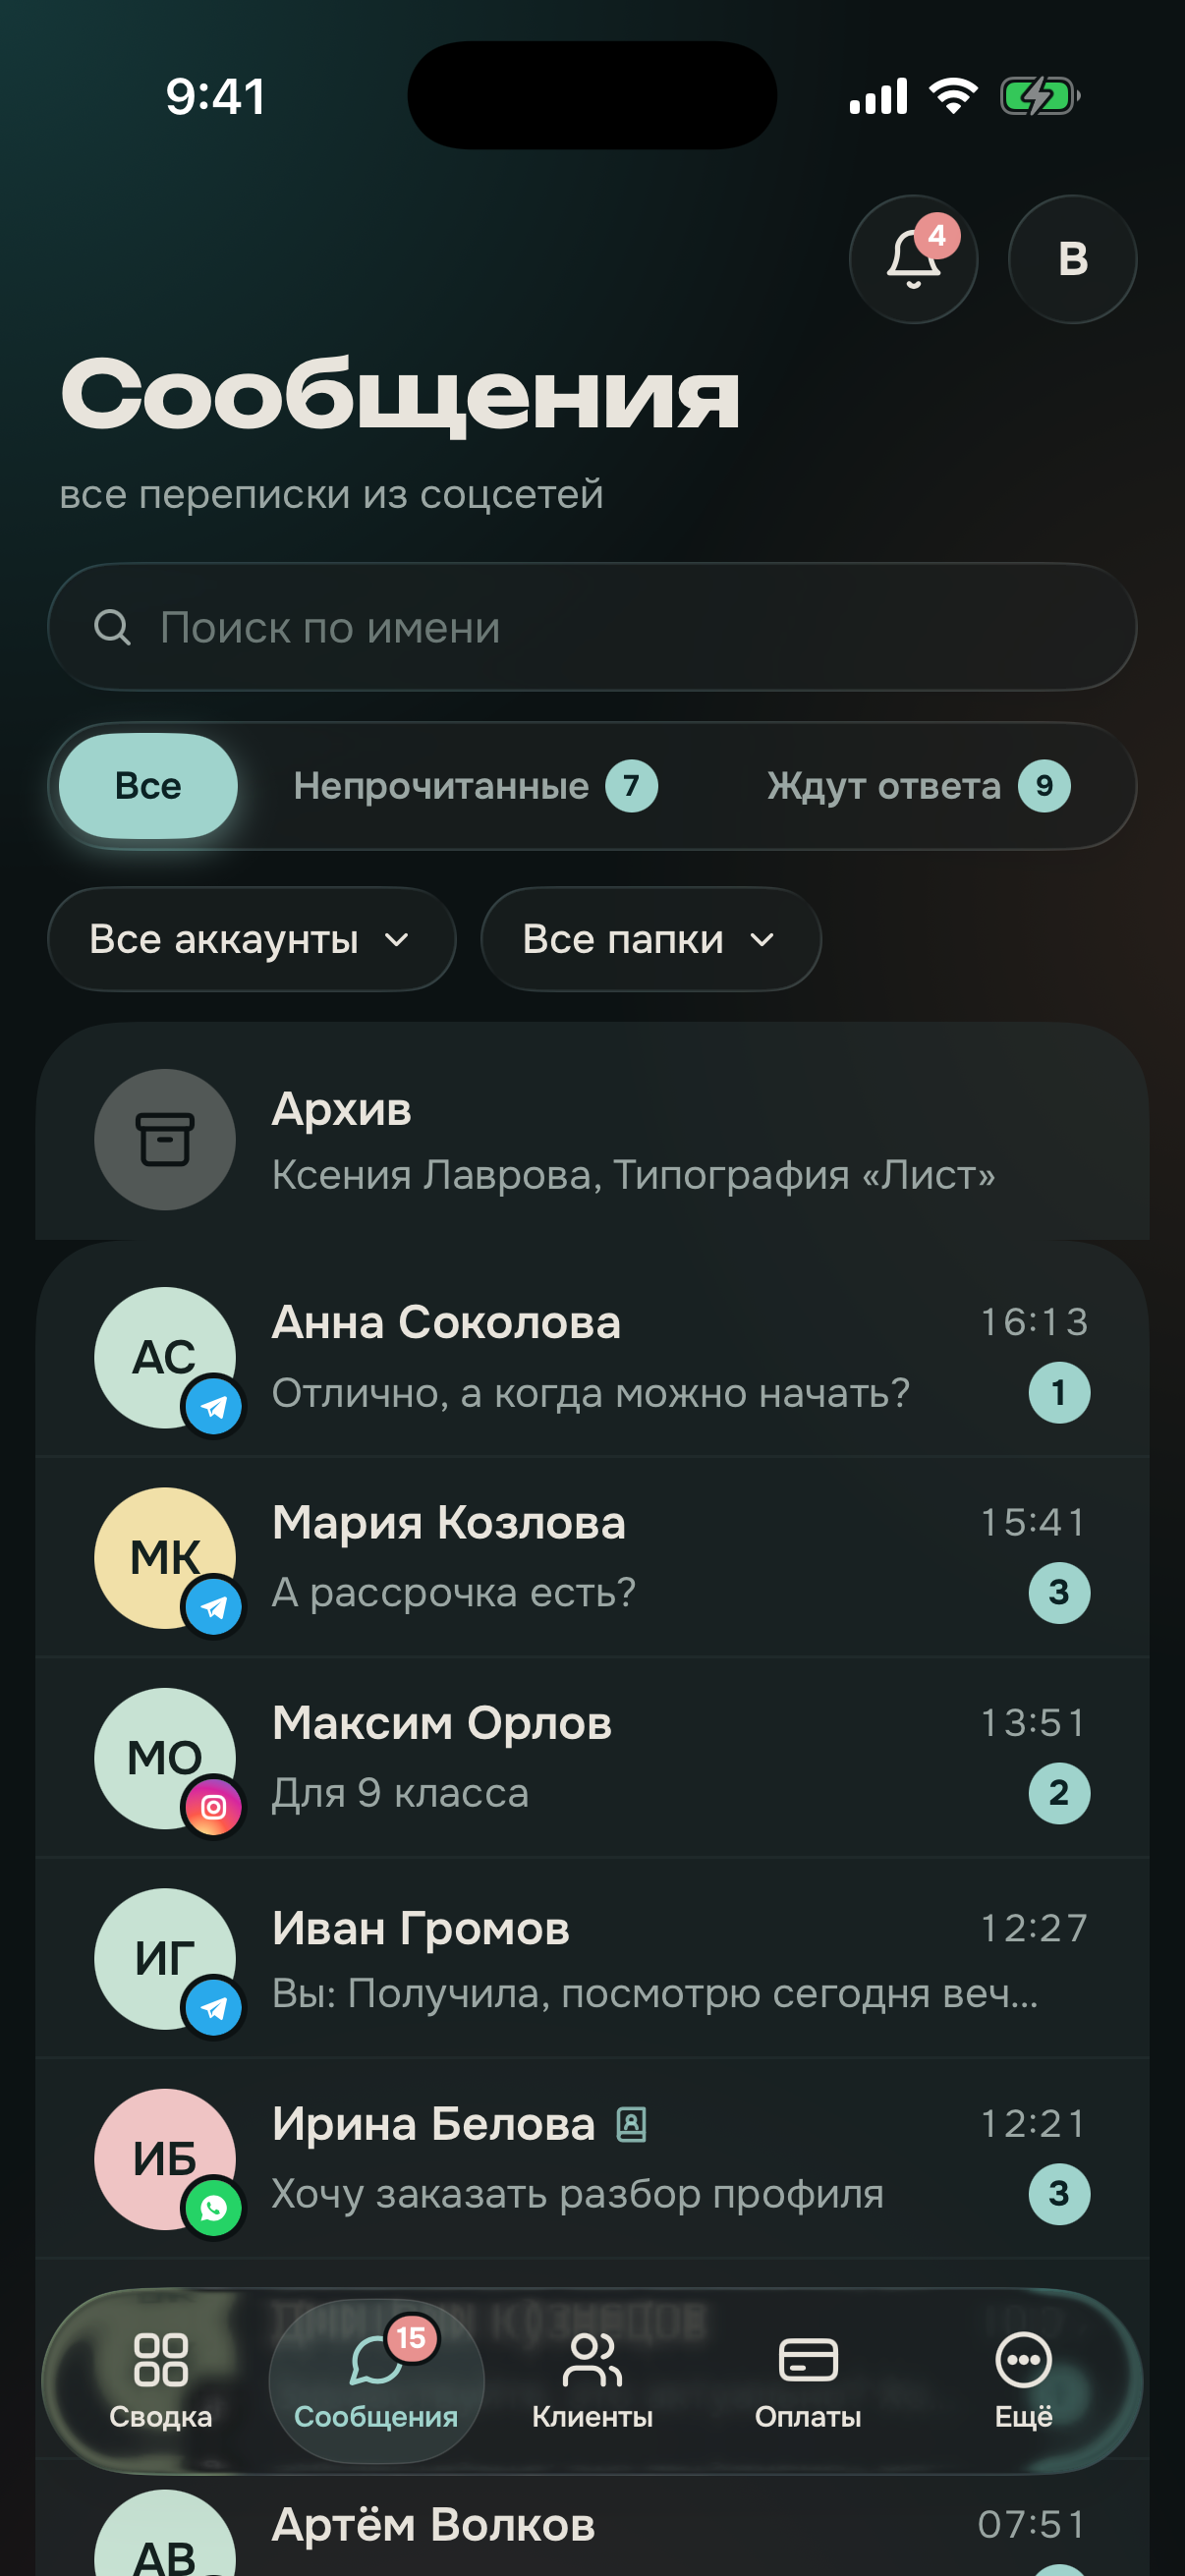 9:41
4
B
Сообщения
все переписки из соцсетей
Поиск по имени
Все
Непрочитанные 7
Ждут ответа 9
Все аккаунты
Все папки
Архив
Ксения Лаврова, Типография «Лист»
АС
Анна Соколова 16:13
Отлично, а когда можно начать? 1
МК
Мария Козлова 15:41
А рассрочка есть? 3
МО
Максим Орлов 13:51
Для 9 класса 2
ИГ
Иван Громов 12:27
Вы: Получила, посмотрю сегодня веч...
ИБ
Ирина Белова 12:21
Хочу заказать разбор профиля 3
15
Сводка
Сообщения
Клиенты
Оплаты
Ещё
АВ
Артём Волков 07:51